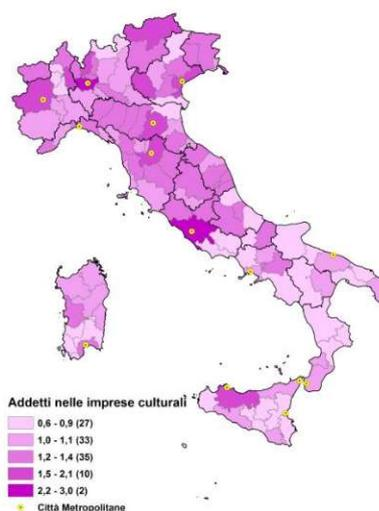 Addetti nelle imprese culturali
0,6 - 0,9 (27)
1,0 - 1,1 (33)
1,2 - 1,4 (35)
1,5 - 2,1 (10)
2,2 - 3,0 (2)
Città Metropolitane